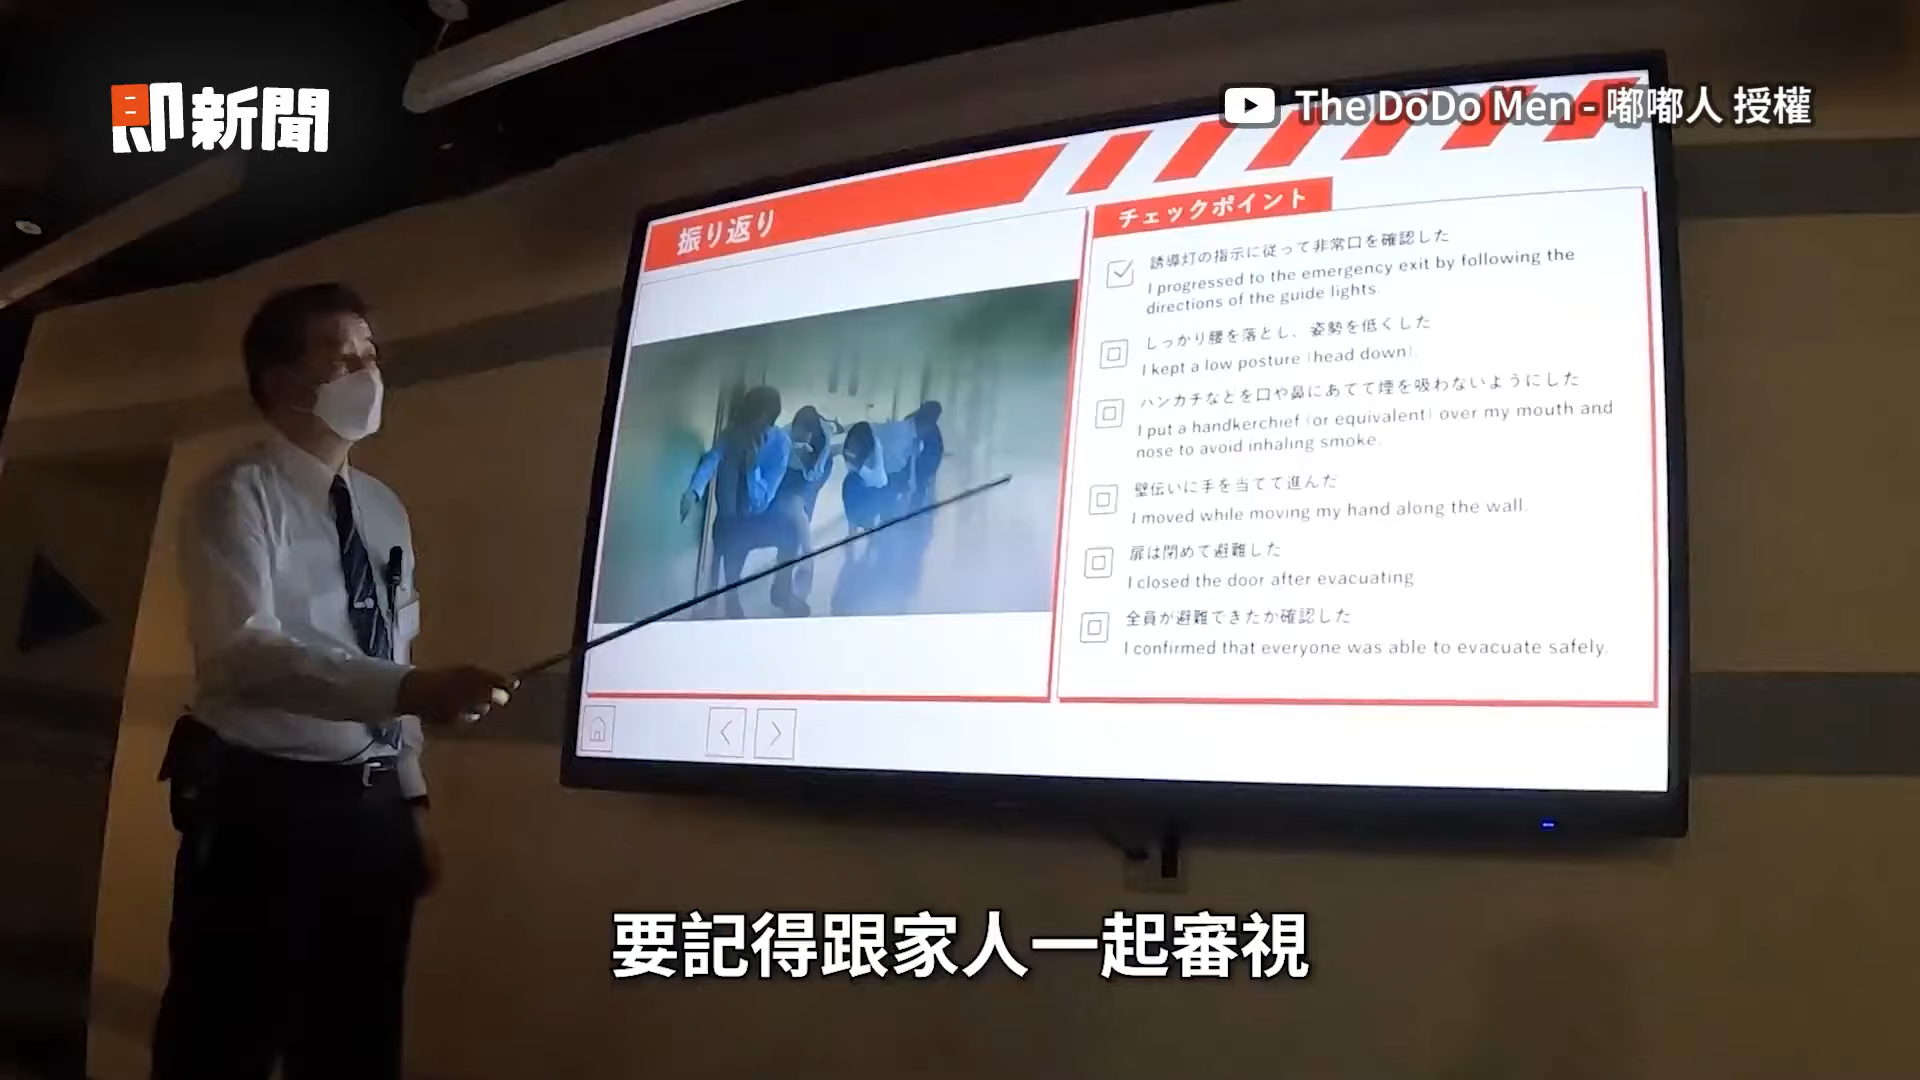 即新聞
The DoDo Men - 嘟嘟人 授權
振り返り
チェックポイント
誘導灯の指示に従って非常口を確認した
I progressed to the emergency exit by following the
directions of the guide lights.
しっかり腰を落とし、姿勢を低くした
I kept a low posture (head down).
ハンカチなどを口や鼻にあてて煙を吸わないようにした
I put a handkerchief (or equivalent) over my mouth and
nose to avoid inhaling smoke.
壁伝いに手を当てて進んだ
I moved while moving my hand along the wall.
扉は閉めて避難した
I closed the door after evacuating
全員が避難できたか確認した
I confirmed that everyone was able to evacuate safely.
要記得跟家人一起審視